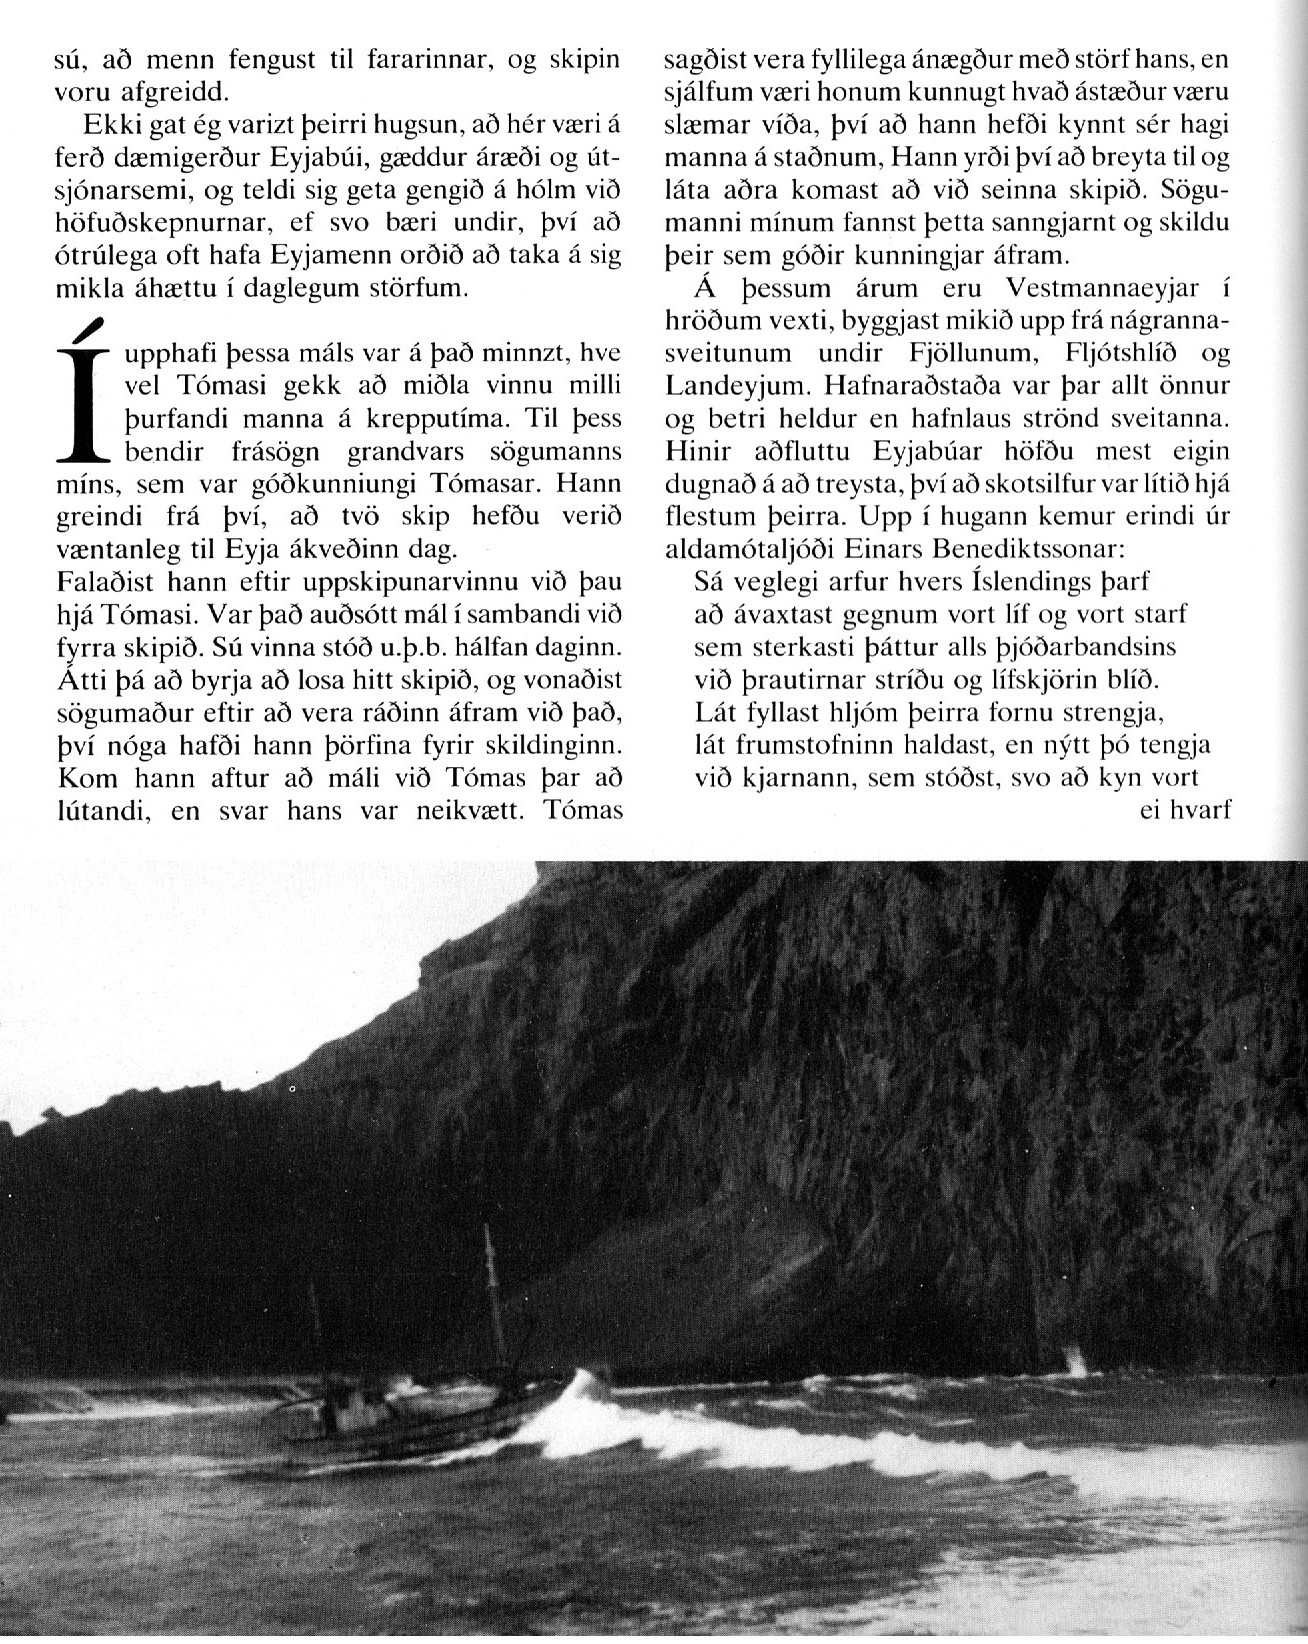 sú, að menn fengust til fararinnar, og skipin
voru afgreidd.
Ekki gat ég varizt þeirri hugsun, að hér væri á
ferð dæmigerður Eyjabúi, gæddur áræði og út-
sjónarsemi, og teldi sig geta gengið á hólm við
höfuðskepnurnar, ef svo bæri undir, því að
ótrúlega oft hafa Eyjamenn orðið að taka á sig
mikla áhættu í daglegum störfum.
Í upphafi þessa máls var á það minnzt, hve
vel Tómasi gekk að miðla vinnu milli
þurfandi manna á krepputíma. Til þess
bendir frásögn grandvars sögumanns
míns, sem var góðkunniungi Tómasar. Hann
greindi frá því, að tvö skip hefðu verið
væntanleg til Eyja ákveðinn dag.
Falaðist hann eftir uppskipunarvinnu við þau
hjá Tómasi. Var það auðsótt mál í sambandi við
fyrra skipið. Sú vinna stóð u.þ.b. hálfan daginn.
Átti þá að byrja að losa hitt skipið, og vonaðist
sögumaður eftir að vera ráðinn áfram við það,
því nóga hafði hann þörfina fyrir skildinginn.
Kom hann aftur að máli við Tómas þar að
lútandi, en svar hans var neikvætt. Tómas
sagðist vera fyllilega ánægður með störf hans, en
sjálfum væri honum kunnugt hvað ástæður væru
slæmar víða, því að hann hefði kynnt sér hagi
manna á staðnum, Hann yrði því að breyta til og
láta aðra komast að við seinna skipið. Sögu-
manni mínum fannst þetta sanngjarnt og skildu
þeir sem góðir kunningjar áfram.
Á þessum árum eru Vestmannaeyjar í
hröðum vexti, byggjast mikið upp frá nágranna-
sveitunum undir Fjöllunum, Fljótshlíð og
Landeyjum. Hafnaraðstaða var þar allt önnur
og betri heldur en hafnlaus strönd sveitanna.
Hinir aðfluttu Eyjabúar höfðu mest eigin
dugnað á að treysta, því að skotsilfur var lítið hjá
flestum þeirra. Upp í hugann kemur erindi úr
aldamótaljóði Einars Benediktssonar:
Sá veglegi arfur hvers Íslendings þarf
að ávaxtast gegnum vort líf og vort starf
sem sterkasti þáttur alls þjóðarbandsins
við þrautirnar stríðu og lífskjörin blíð.
Lát fyllast hljóm þeirra fornu strengja,
lát frumstofninn haldast, en nýtt þó tengja
við kjarnann, sem stóðst, svo að kyn vort
ei hvarf